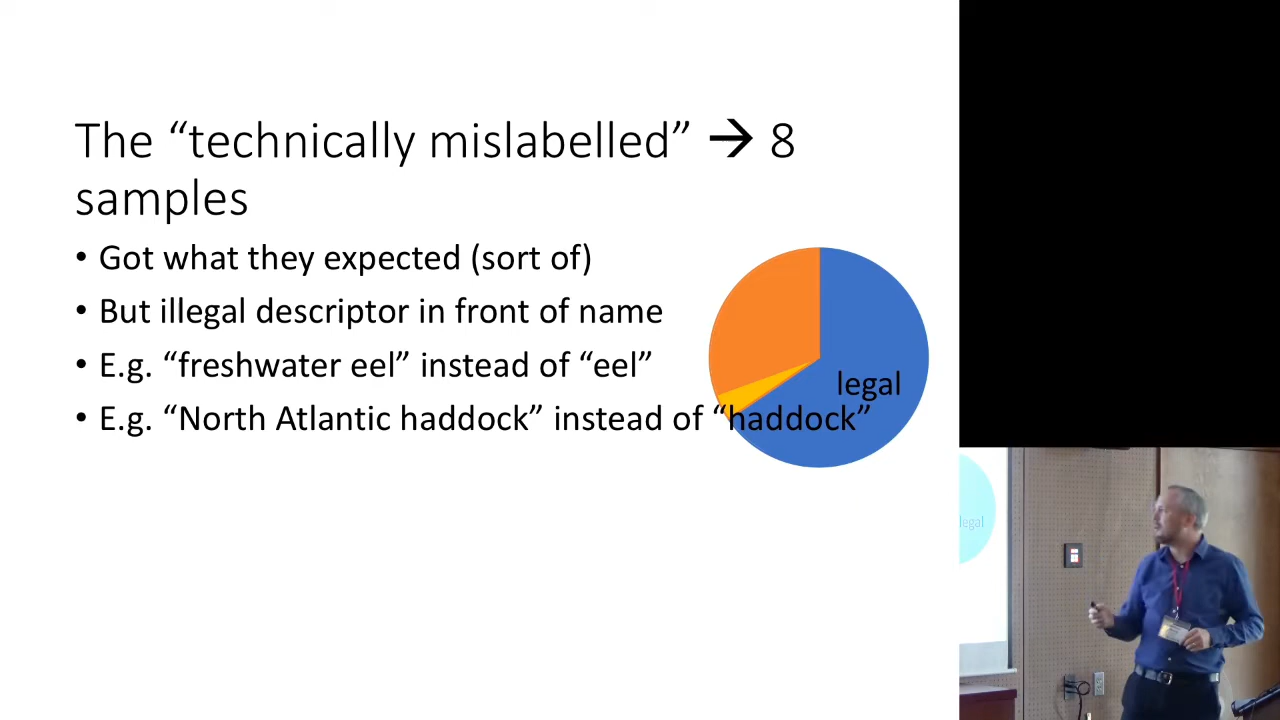 The “technically mislabelled” → 8
samples
• Got what they expected (sort of)
• But illegal descriptor in front of name
• E.g. “freshwater eel” instead of “eel”
• E.g. “North Atlantic haddock” instead of “haddock”
legal
legal